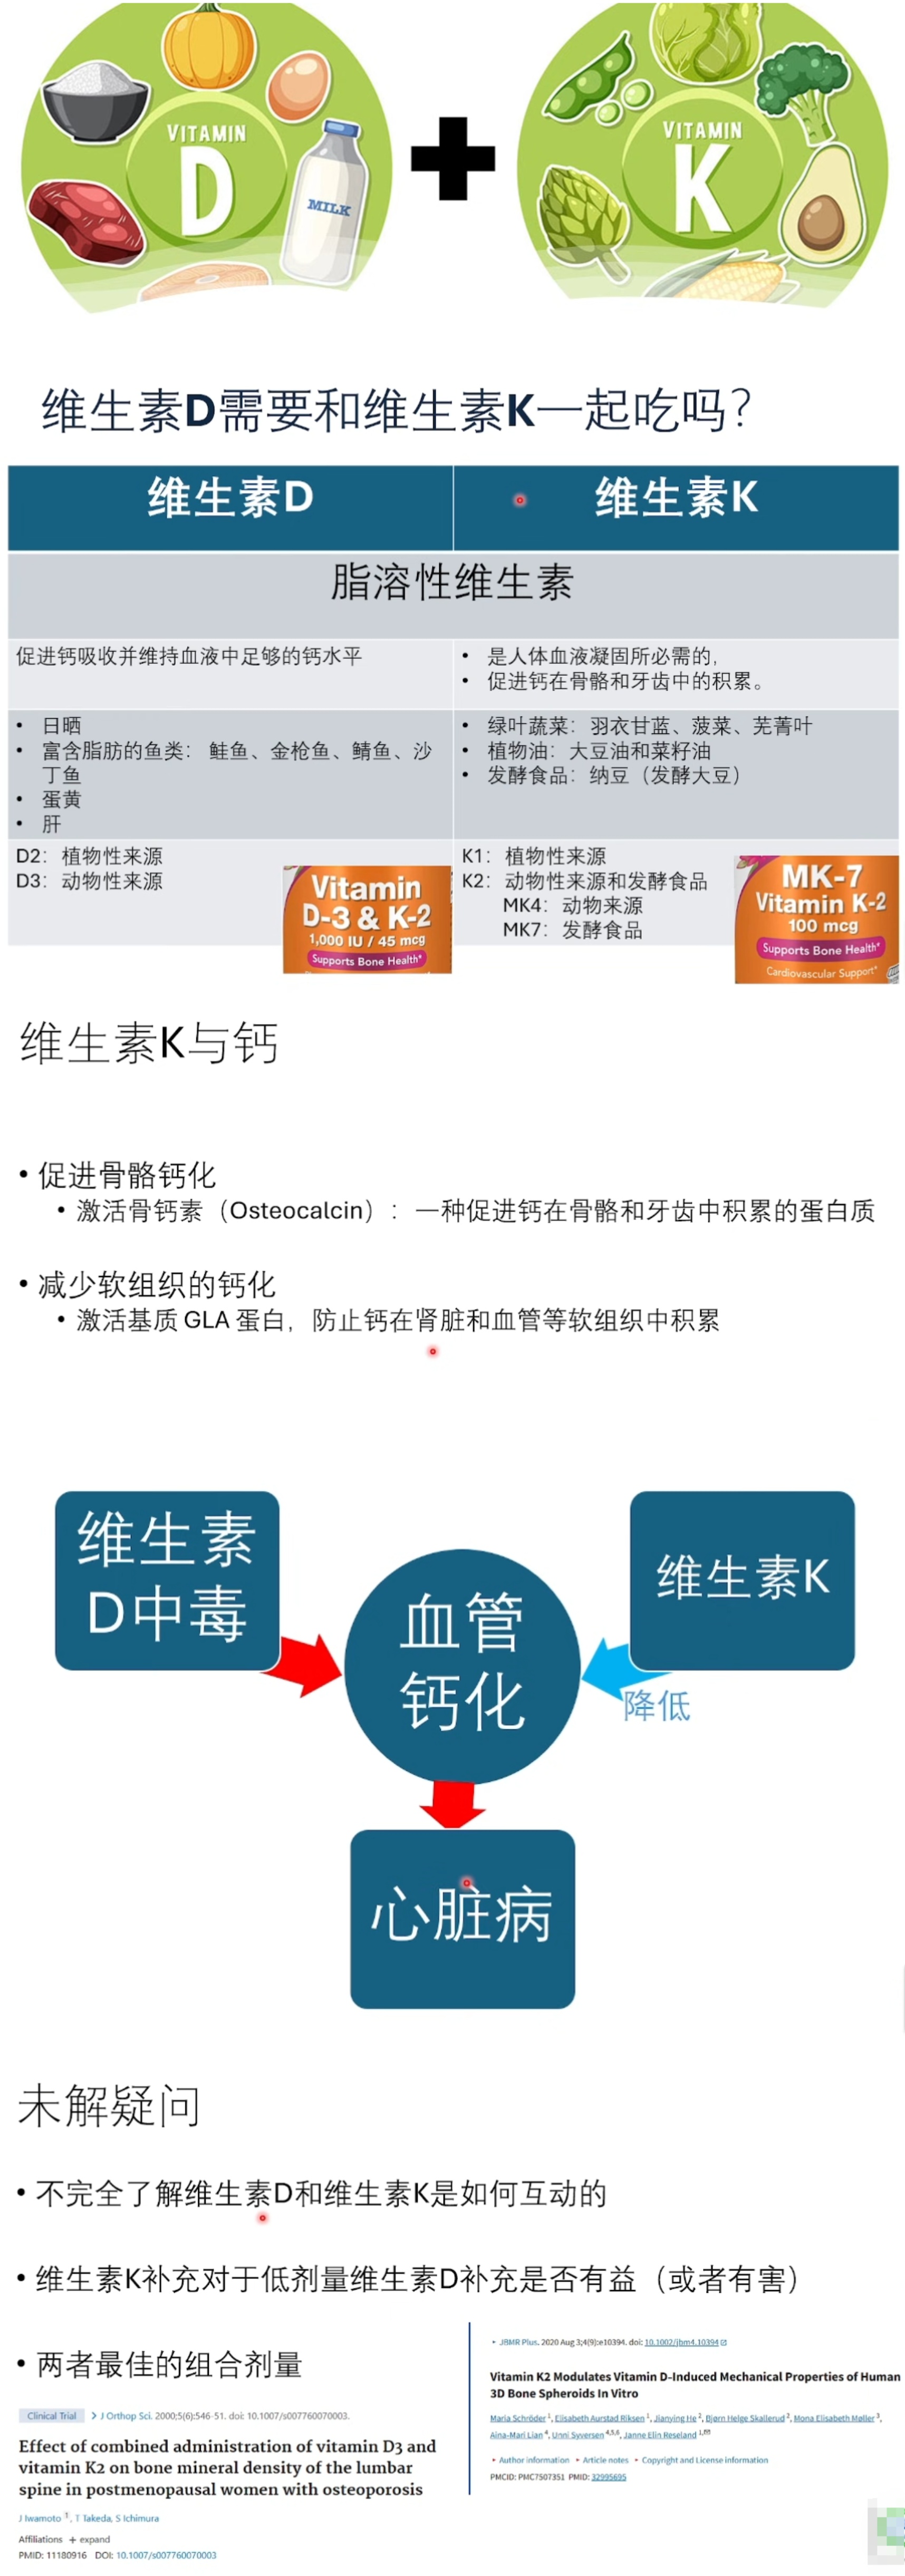 VITAMIN
D
MILK
VITAMIN
K
维生素D需要和维生素K一起吃吗？
维生素D
维生素K
脂溶性维生素
促进钙吸收并维持血液中足够的钙水平
• 是人体血液凝固所必需的,
• 促进钙在骨骼和牙齿中的积累。
• 日晒
• 富含脂肪的鱼类：鲑鱼、金枪鱼、鲭鱼、沙
丁鱼
• 蛋黄
• 肝
• 绿叶蔬菜：羽衣甘蓝、菠菜、芜菁叶
• 植物油：大豆油和菜籽油
• 发酵食品：纳豆（发酵大豆）
D2：植物性来源
D3：动物性来源
Vitamin
D-3 & K-2
1,000 IU / 45 mcg
Supports Bone Health*
K1：植物性来源
K2：动物性来源和发酵食品
MK4：动物来源
MK7：发酵食品
MK-7
Vitamin K-2
100 mcg
Supports Bone Health*
Cardiovascular Support*
维生素K与钙
• 促进骨骼钙化
• 激活骨钙素（Osteocalcin）：一种促进钙在骨骼和牙齿中积累的蛋白质
• 减少软组织的钙化
• 激活基质 GLA 蛋白，防止钙在肾脏和血管等软组织中积累
维生素
D中毒
血管
钙化
维生素K
降低
心脏病
未解疑问
• 不完全了解维生素D和维生素K是如何互动的
• 维生素K补充对于低剂量维生素D补充是否有益（或者有害）
• 两者最佳的组合剂量
Clinical Trial > J Orthop Sci. 2000;5(6):546-51. doi: 10.1007/s007760070003.
Effect of combined administration of vitamin D3 and
vitamin K2 on bone mineral density of the lumbar
spine in postmenopausal women with osteoporosis
J Iwamoto 1, T Takeda, S Ichimura
Affiliations + expand
PMID: 11180916 DOI: 10.1007/s007760070003
• JBMR Plus. 2020 Aug 3;4(9):e10394. doi: 10.1002/jbm4.10394
Vitamin K2 Modulates Vitamin D-Induced Mechanical Properties of Human
3D Bone Spheroids In Vitro
Maria Schröder 1, Elisabeth Aurstad Riksen 1, Jianying He 2, Bjørn Helge Skallerud 2, Mona Elisabeth Møller 3,
Aina-Mari Lian 4, Unni Syversen 4,5,6, Janne Elin Reseland 1,✉
• Author information • Article notes • Copyright and License information
PMCID: PMC7507351 PMID: 32995695